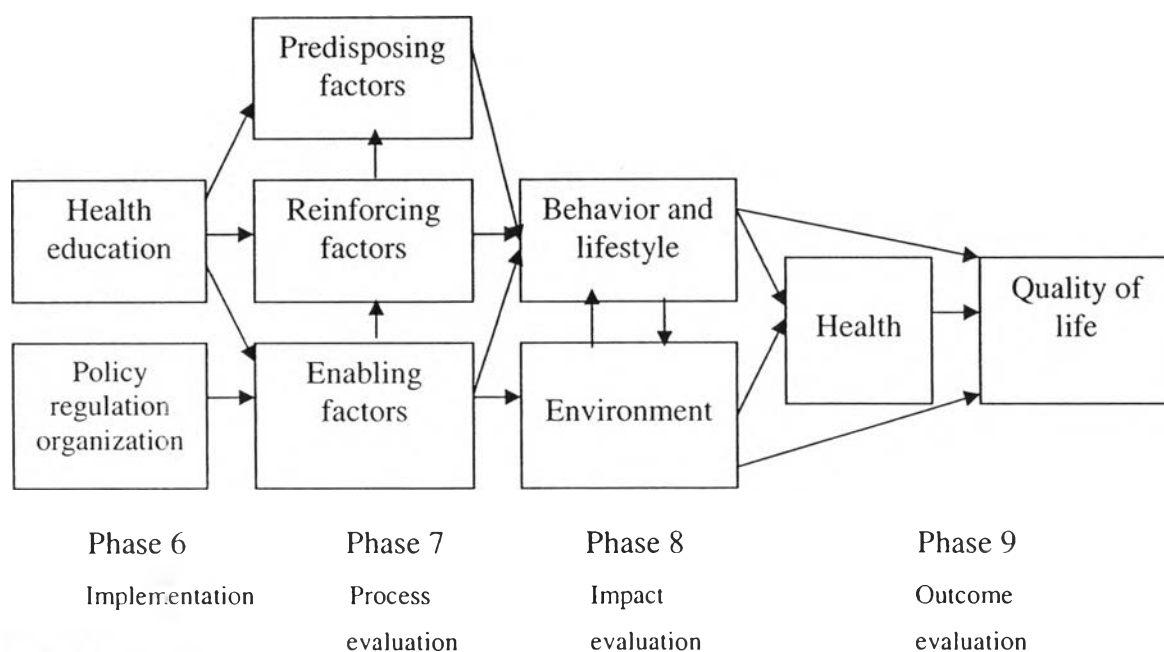 Predisposing
factors
Health
education
Reinforcing
factors
Behavior and
lifestyle
Quality of
life
Health
Policy
regulation
organization
Enabling
factors
Environment
Phase 6
Phase 7
Phase 8
Phase 9
Implementation
Process
evaluation
Impact
evaluation
Outcome
evaluation